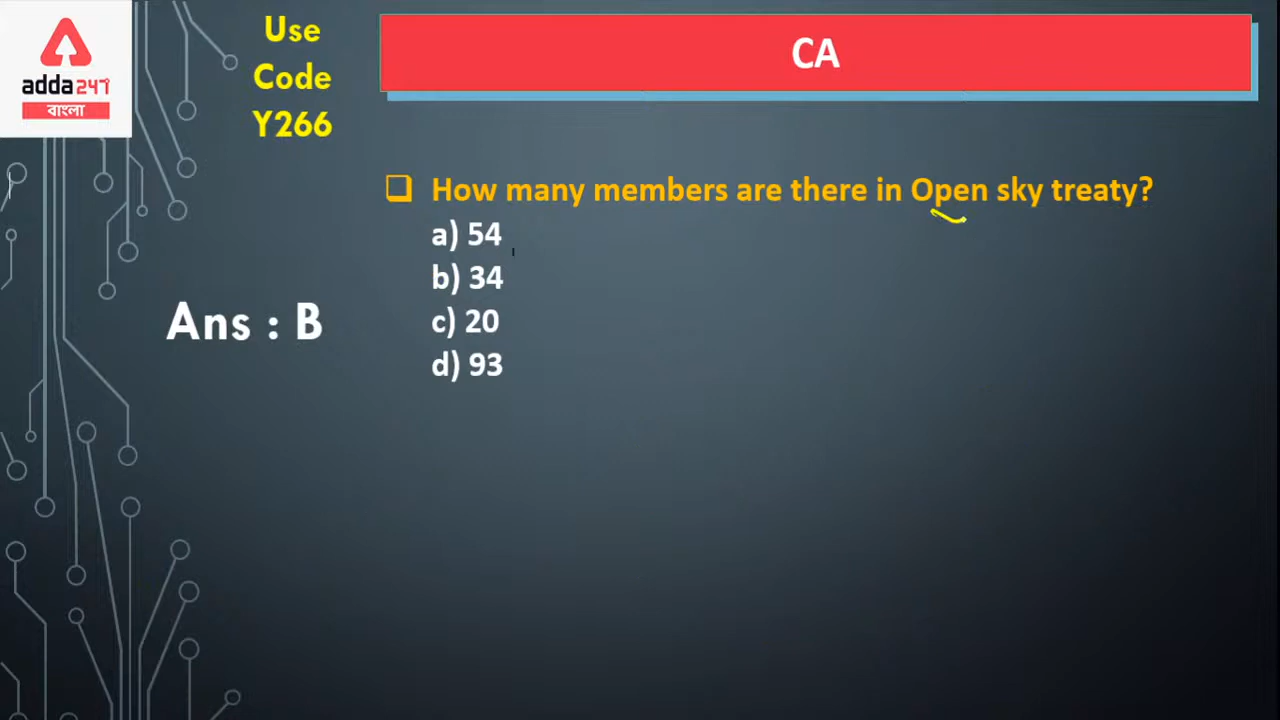 adda247
বাংলা
Use
Code
Y266
CA
How many members are there in Open sky treaty?
a) 54
b) 34
c) 20
d) 93
Ans : B